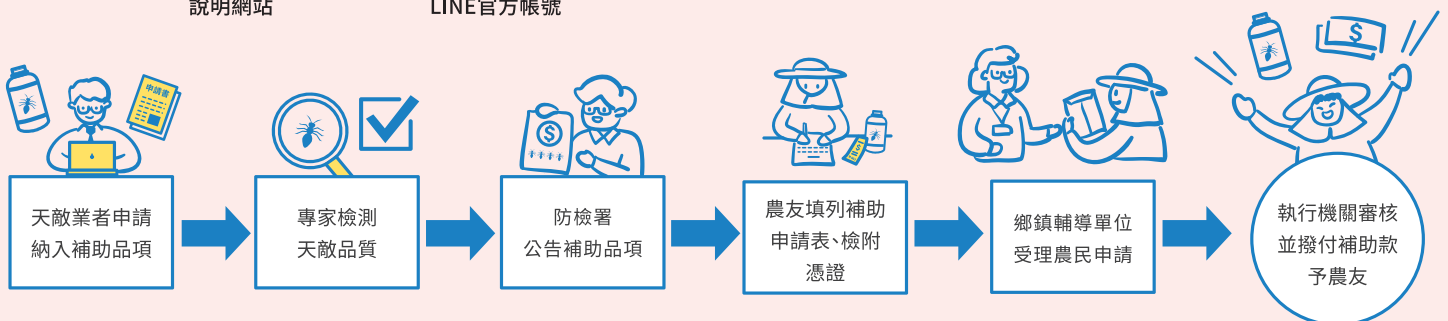 說明網站
LINE官方帳號
申請書
$
$
$
天敵業者申請
納入補助品項
專家檢測
天敵品質
防檢署
公告補助品項
農友填列補助
申請表、檢附
憑證
鄉鎮輔導單位
受理農民申請
執行機關審核
並撥付補助款
予農友